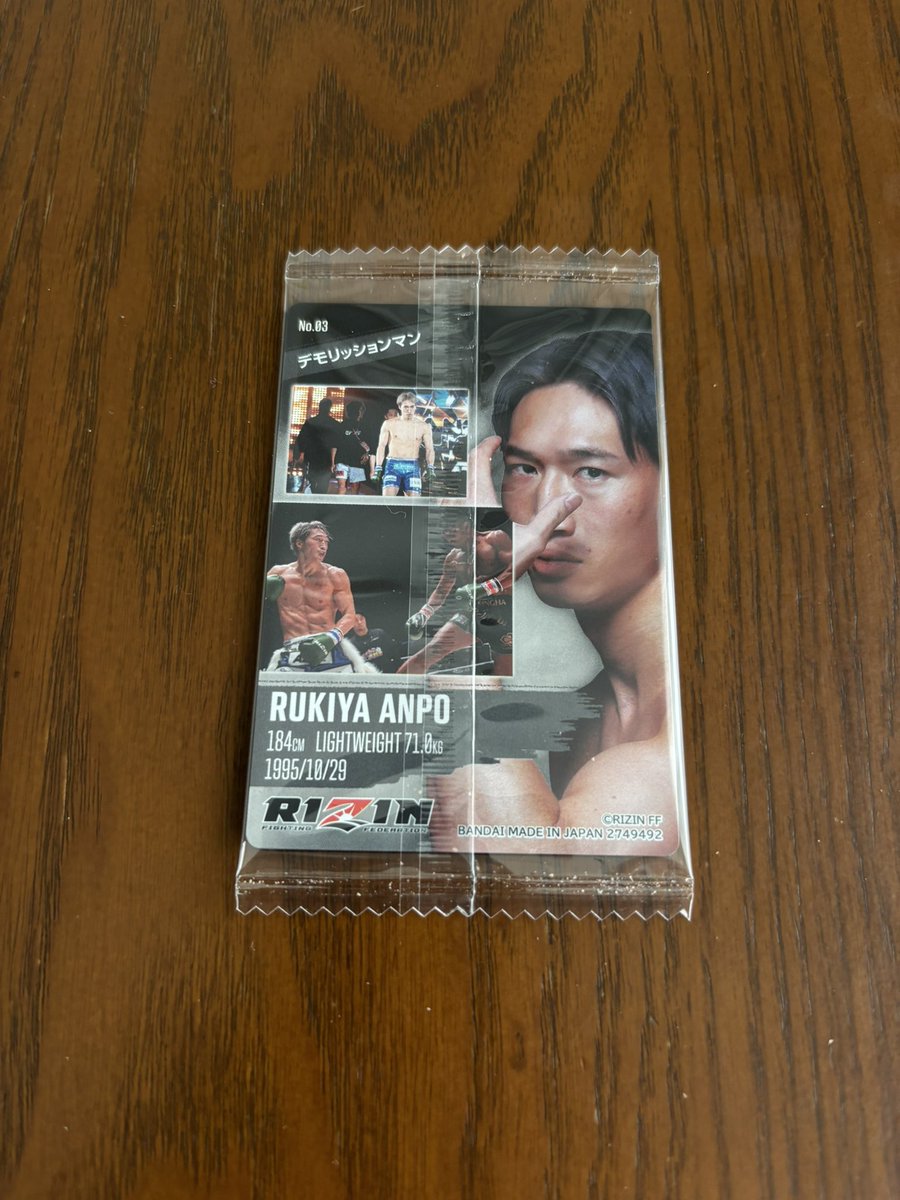 No.03
デモリッションマン
RUKIYA ANPO
184CM LIGHTWEIGHT 71.0KG
1995/10/29
RIZIN
FIGHTING FEDERATION
©RIZIN FF
BANDAI MADE IN JAPAN 2749492